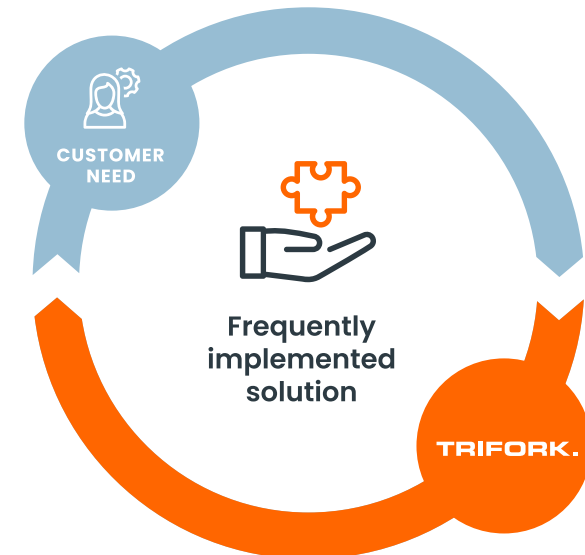 CUSTOMER
NEED
Frequently
implemented
solution
TRIFORK.